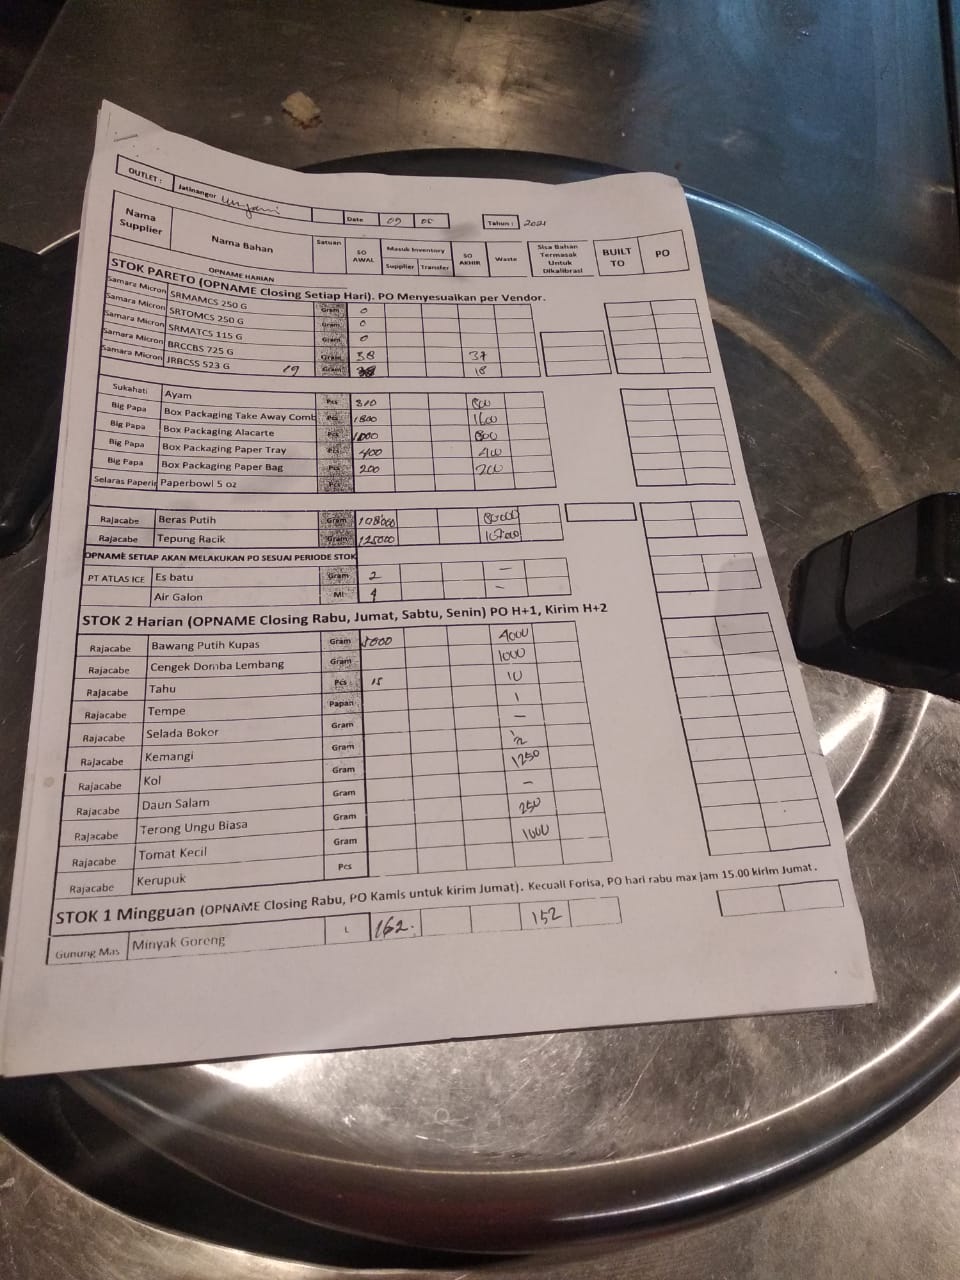 OUTLET : Jatinangor Unjani Date 09 05 Tahun : 2021
Nama Supplier Nama Bahan Satuan SO AWAL Masuk Inventory Supplier Transfer SO AKHIR Waste Sisa Bahan Termasak Untuk Dikalibrasi BUILT TO PO
OPNAME HARIAN
STOK PARETO (OPNAME Closing Setiap Hari). PO Menyesuaikan per Vendor.
Samara Micron SRMAMCS 250 G Gram 0
Samara Micron SRTOMCS 250 G Gram 0
Samara Micron SRMATCS 115 G Gram 0
Samara Micron BRCCBS 725 G Gram 38 37
Samara Micron JRBCSS 523 G 19 Gram 18
Sukahati Ayam Pcs 310
Big Papa Box Packaging Take Away Comb Pcs 1800 1600
Big Papa Box Packaging Alacarte Pcs 1000 800
Big Papa Box Packaging Paper Tray Pcs 400 400
Big Papa Box Packaging Paper Bag Pcs 200 200
Selaras Paperin Paperbowl 5 oz Pcs
Rajacabe Beras Putih Gram 108000
Rajacabe Tepung Racik Gram 125000
OPNAME SETIAP AKAN MELAKUKAN PO SESUAI PERIODE STOK
PT ATLAS ICE Es batu Gram 2 -
Air Galon Ml 4 -
STOK 2 Harian (OPNAME Closing Rabu, Jumat, Sabtu, Senin) PO H+1, Kirim H+2
Rajacabe Bawang Putih Kupas Gram 5000 4000
Rajacabe Cengek Domba Lembang Gram 1000
Rajacabe Tahu Pcs 15 10
Rajacabe Tempe Papan 1
Rajacabe Selada Bokor Gram -
Rajacabe Kemangi Gram 1/2
Rajacabe Kol Gram 1250
Rajacabe Daun Salam Gram -
Rajacabe Terong Ungu Biasa Gram 250
Rajacabe Tomat Kecil Gram 1000
Rajacabe Kerupuk Pcs
STOK 1 Mingguan (OPNAME Closing Rabu, PO Kamis untuk kirim Jumat). Kecuali Forisa, PO hari rabu max jam 15.00 kirim Jumat.
Gunung Mas Minyak Goreng L 162. 152